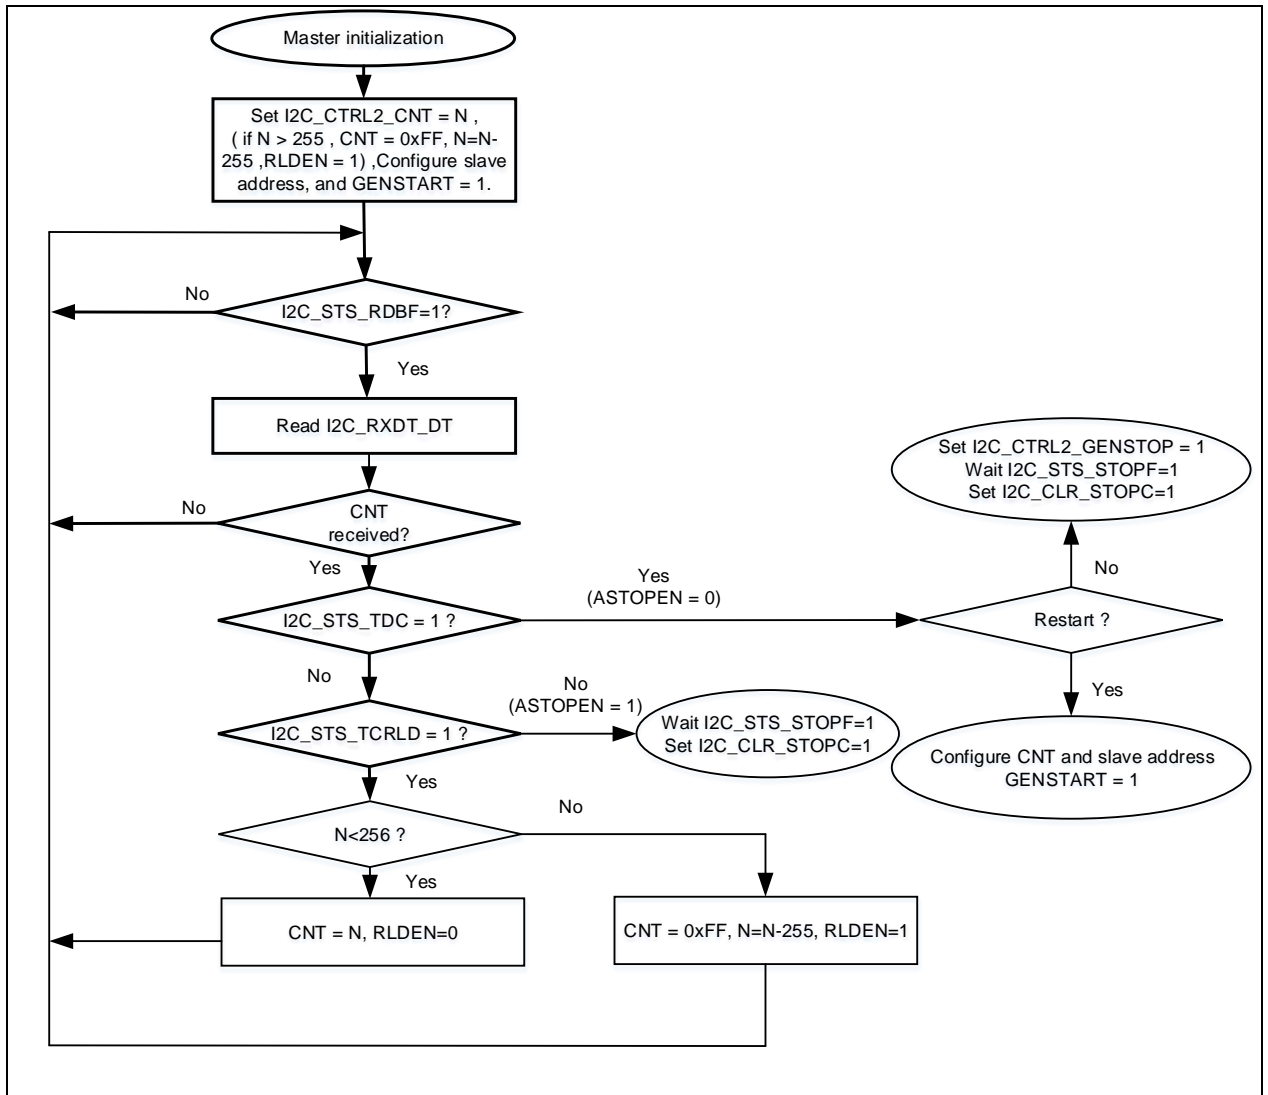 Master initialization
Set I2C_CTRL2_CNT = N ,
( if N > 255 , CNT = 0xFF, N=N-
255 ,RLDEN = 1) ,Configure slave
address, and GENSTART = 1.
No
I2C_STS_RDBF=1?
Yes
Read I2C_RXDT_DT
No
CNT
received?
Yes
I2C_STS_TDC = 1 ?
Yes
(ASTOPEN = 0)
Restart ?
No
Set I2C_CTRL2_GENSTOP = 1
Wait I2C_STS_STOPF=1
Set I2C_CLR_STOPC=1
Yes
Configure CNT and slave address
GENSTART = 1
No
I2C_STS_TCRLD = 1 ?
No
(ASTOPEN = 1)
Wait I2C_STS_STOPF=1
Set I2C_CLR_STOPC=1
Yes
N<256 ?
No
Yes
CNT = N, RLDEN=0
CNT = 0xFF, N=N-255, RLDEN=1